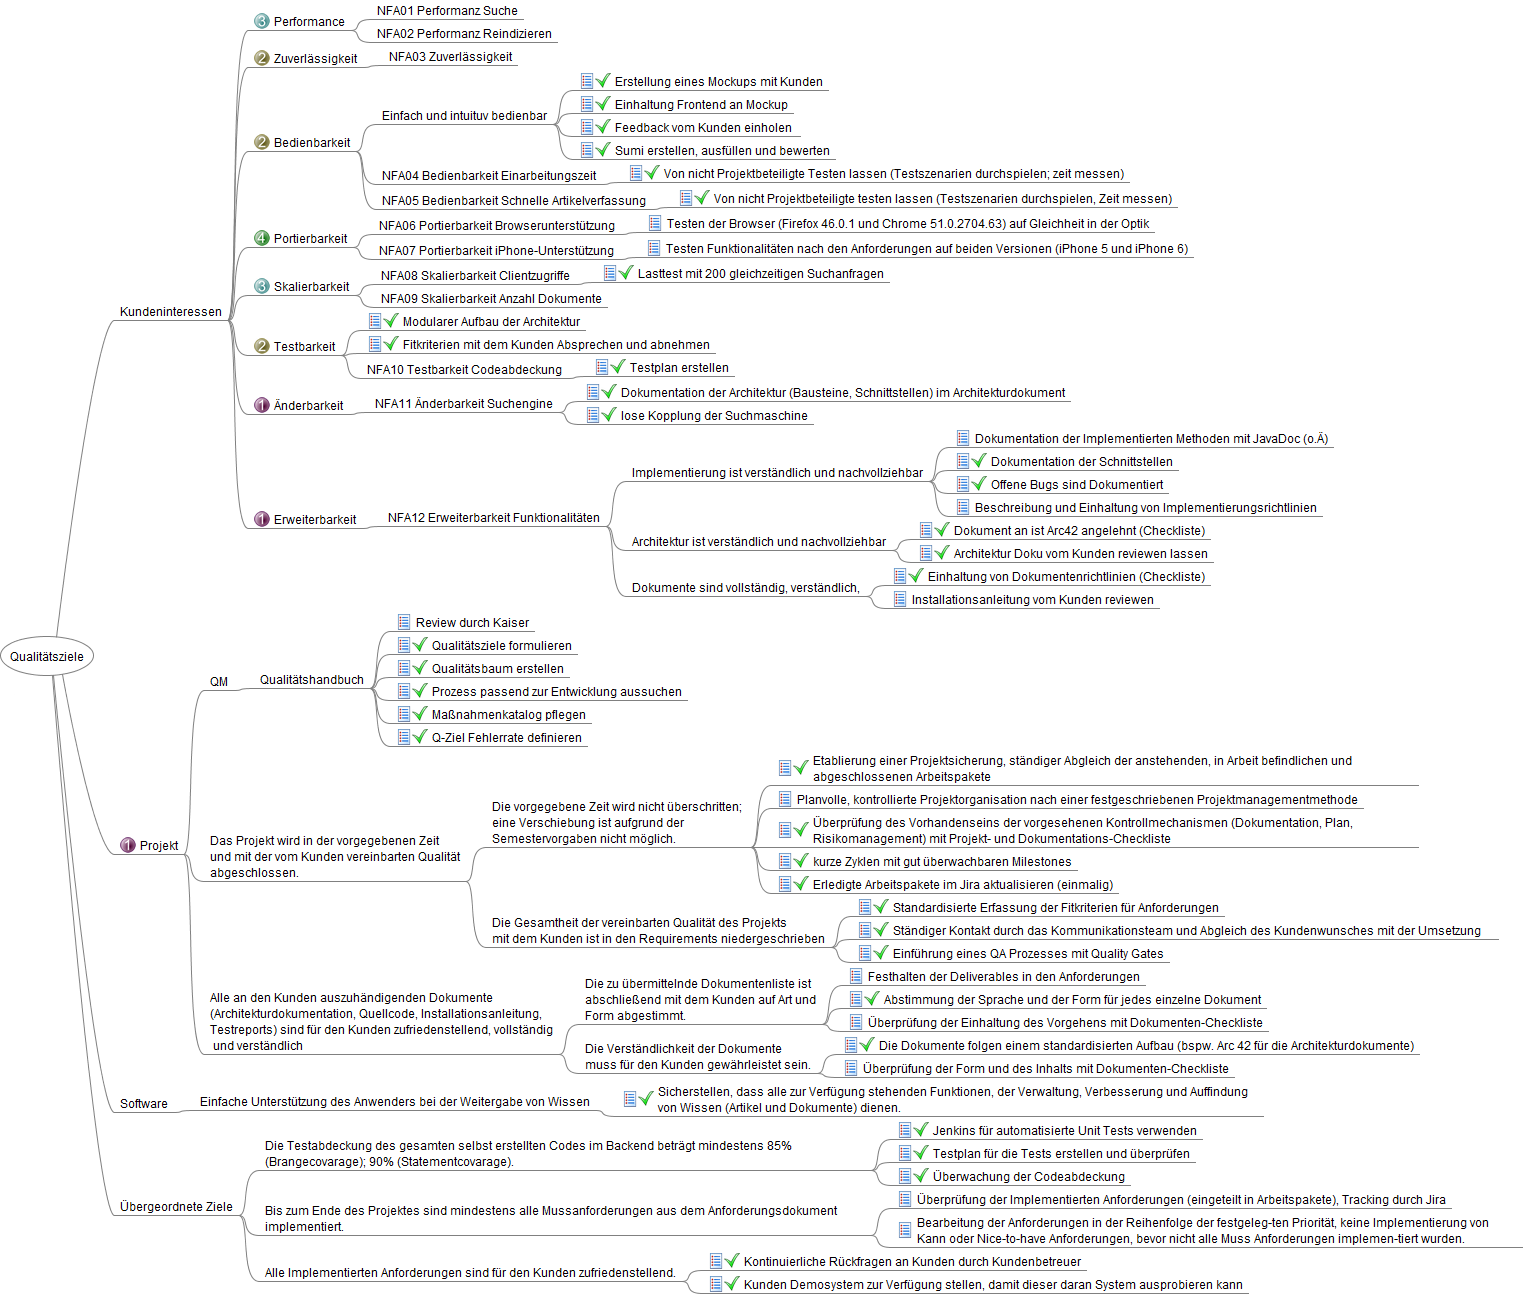 Qualitätsziele
Kundeninteressen
3 Performance
NFA01 Performanz Suche
NFA02 Performanz Reindizieren
2 Zuverlässigkeit
NFA03 Zuverlässigkeit
2 Bedienbarkeit
Einfach und intuituv bedienbar
Erstellung eines Mockups mit Kunden
Einhaltung Frontend an Mockup
Feedback vom Kunden einholen
Sumi erstellen, ausfüllen und bewerten
NFA04 Bedienbarkeit Einarbeitungszeit
Von nicht Projektbeteiligte Testen lassen (Testszenarien durchspielen; zeit messen)
NFA05 Bedienbarkeit Schnelle Artikelverfassung
Von nicht Projektbeteiligte testen lassen (Testszenarien durchspielen, Zeit messen)
4 Portierbarkeit
NFA06 Portierbarkeit Browserunterstützung
Testen der Browser (Firefox 46.0.1 und Chrome 51.0.2704.63) auf Gleichheit in der Optik
NFA07 Portierbarkeit iPhone-Unterstützung
Testen Funktionalitäten nach den Anforderungen auf beiden Versionen (iPhone 5 und iPhone 6)
3 Skalierbarkeit
NFA08 Skalierbarkeit Clientzugriffe
Lasttest mit 200 gleichzeitigen Suchanfragen
NFA09 Skalierbarkeit Anzahl Dokumente
2 Testbarkeit
Modularer Aufbau der Architektur
Fitkriterien mit dem Kunden Absprechen und abnehmen
NFA10 Testbarkeit Codeabdeckung
Testplan erstellen
1 Änderbarkeit
NFA11 Änderbarkeit Suchengine
Dokumentation der Architektur (Bausteine, Schnittstellen) im Architekturdokument
lose Kopplung der Suchmaschine
1 Erweiterbarkeit
NFA12 Erweiterbarkeit Funktionalitäten
Implementierung ist verständlich und nachvollziehbar
Dokumentation der Implementierten Methoden mit JavaDoc (o.Ä)
Dokumentation der Schnittstellen
Offene Bugs sind Dokumentiert
Beschreibung und Einhaltung von Implementierungsrichtlinien
Architektur ist verständlich und nachvollziehbar
Dokument an ist Arc42 angelehnt (Checkliste)
Architektur Doku vom Kunden reviewen lassen
Dokumente sind vollständig, verständlich,
Einhaltung von Dokumentenrichtlinien (Checkliste)
Installationsanleitung vom Kunden reviewen
1 Projekt
QM
Qualitätshandbuch
Review durch Kaiser
Qualitätsziele formulieren
Qualitätsbaum erstellen
Prozess passend zur Entwicklung aussuchen
Maßnahmenkatalog pflegen
Q-Ziel Fehlerrate definieren
Das Projekt wird in der vorgegebenen Zeit
und mit der vom Kunden vereinbarten Qualität
abgeschlossen.
Die vorgegebene Zeit wird nicht überschritten;
eine Verschiebung ist aufgrund der
Semestervorgaben nicht möglich.
Etablierung einer Projektsicherung, ständiger Abgleich der anstehenden, in Arbeit befindlichen und
abgeschlossenen Arbeitspakete
Planvolle, kontrollierte Projektorganisation nach einer festgeschriebenen Projektmanagementmethode
Überprüfung des Vorhandenseins der vorgesehenen Kontrollmechanismen (Dokumentation, Plan,
Risikomanagement) mit Projekt- und Dokumentations-Checkliste
kurze Zyklen mit gut überwachbaren Milestones
Erledigte Arbeitspakete im Jira aktualisieren (einmalig)
Die Gesamtheit der vereinbarten Qualität des Projekts
mit dem Kunden ist in den Requirements niedergeschrieben
Standardisierte Erfassung der Fitkriterien für Anforderungen
Ständiger Kontakt durch das Kommunikationsteam und Abgleich des Kundenwunsches mit der Umsetzung
Einführung eines QA Prozesses mit Quality Gates
Alle an den Kunden auszuhändigenden Dokumente
(Architekturdokumentation, Quellcode, Installationsanleitung,
Testreports) sind für den Kunden zufriedenstellend, vollständig
und verständlich
Die zu übermittelnde Dokumentenliste ist
abschließend mit dem Kunden auf Art und
Form abgestimmt.
Festhalten der Deliverables in den Anforderungen
Abstimmung der Sprache und der Form für jedes einzelne Dokument
Überprüfung der Einhaltung des Vorgehens mit Dokumenten-Checkliste
Die Verständlichkeit der Dokumente
muss für den Kunden gewährleistet sein.
Die Dokumente folgen einem standardisierten Aufbau (bspw. Arc 42 für die Architekturdokumente)
Überprüfung der Form und des Inhalts mit Dokumenten-Checkliste
Software
Einfache Unterstützung des Anwenders bei der Weitergabe von Wissen
Sicherstellen, dass alle zur Verfügung stehenden Funktionen, der Verwaltung, Verbesserung und Auffindung
von Wissen (Artikel und Dokumente) dienen.
Übergeordnete Ziele
Die Testabdeckung des gesamten selbst erstellten Codes im Backend beträgt mindestens 85%
(Brangecovarage); 90% (Statementcovarage).
Jenkins für automatisierte Unit Tests verwenden
Testplan für die Tests erstellen und überprüfen
Überwachung der Codeabdeckung
Bis zum Ende des Projektes sind mindestens alle Mussanforderungen aus dem Anforderungsdokument
implementiert.
Überprüfung der Implementierten Anforderungen (eingeteilt in Arbeitspakete), Tracking durch Jira
Bearbeitung der Anforderungen in der Reihenfolge der festgeleg-ten Priorität, keine Implementierung von
Kann oder Nice-to-have Anforderungen, bevor nicht alle Muss Anforderungen implemen-tiert wurden.
Alle Implementierten Anforderungen sind für den Kunden zufriedenstellend.
Kontinuierliche Rückfragen an Kunden durch Kundenbetreuer
Kunden Demosystem zur Verfügung stellen, damit dieser daran System ausprobieren kann